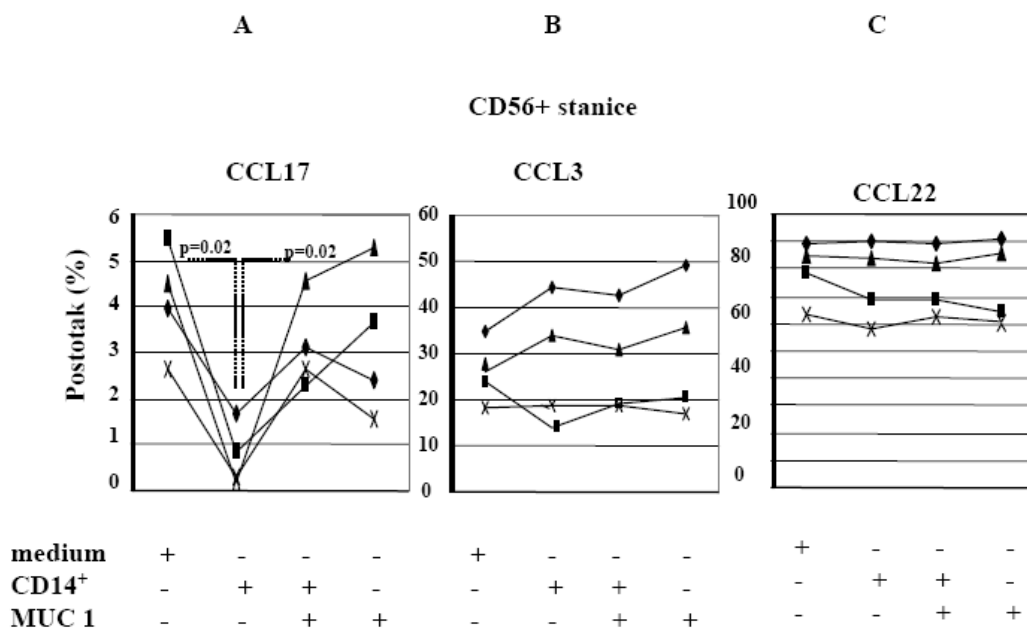 A B C
CD56+ stanice
CCL17 CCL3 CCL22
Postotak (%)
6 60 100
5 50 80
4 40 60
3 30 40
2 20 20
1 10 0
0 0
p=0.02 p=0.02
medium + - - - + - - - + - - -
CD14+ - + + - - + + - - + + -
MUC 1 - - + + - - + + - - + +